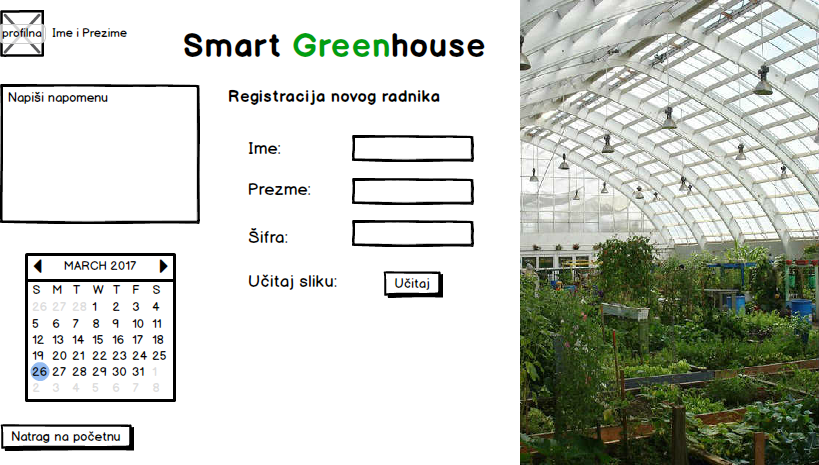 profilna
Ime i Prezime
Smart Greenhouse
Napiši napomenu
Registracija novog radnika
Ime:
Prezme:
Šifra:
Učitaj sliku:
Učitaj
MARCH 2017
S M T W T F S
26 27 28 1 2 3 4
5 6 7 8 9 10 11
12 13 14 15 16 17 18
19 20 21 22 23 24 25
26 27 28 29 30 31 1
2 3 4 5 6 7 8
Natrag na početnu